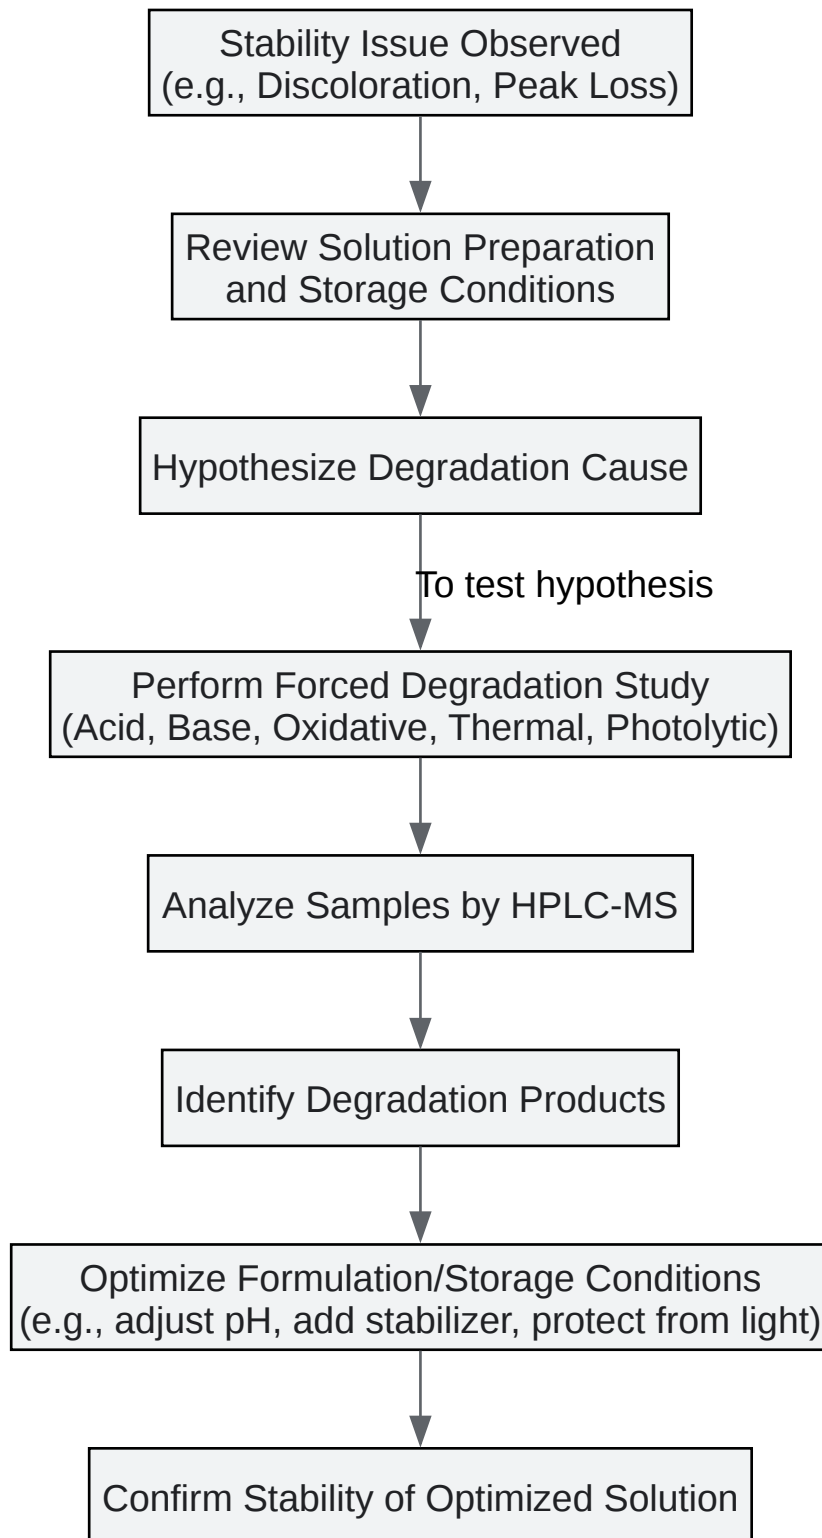 Stability Issue Observed
(e.g., Discoloration, Peak Loss)
Review Solution Preparation
and Storage Conditions
Hypothesize Degradation Cause
To test hypothesis
Perform Forced Degradation Study
(Acid, Base, Oxidative, Thermal, Photolytic)
Analyze Samples by HPLC-MS
Identify Degradation Products
Optimize Formulation/Storage Conditions
(e.g., adjust pH, add stabilizer, protect from light)
Confirm Stability of Optimized Solution